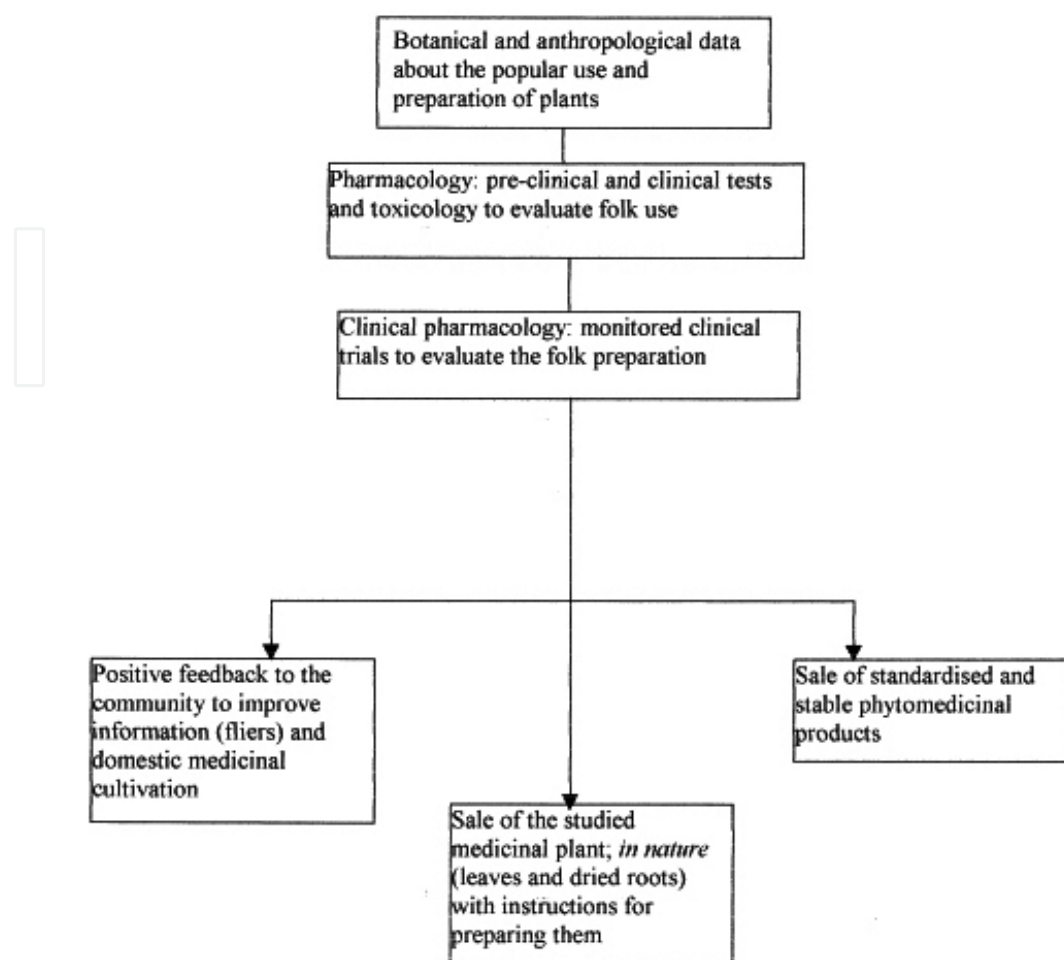 Botanical and anthropological data
about the popular use and
preparation of plants
Pharmacology: pre-clinical and clinical tests
and toxicology to evaluate folk use
Clinical pharmacology: monitored clinical
trials to evaluate the folk preparation
Positive feedback to the
community to improve
information (fliers) and
domestic medicinal
cultivation
Sale of the studied
medicinal plant; in nature
(leaves and dried roots)
with instructions for
preparing them
Sale of standardised and
stable phytomedicinal
products